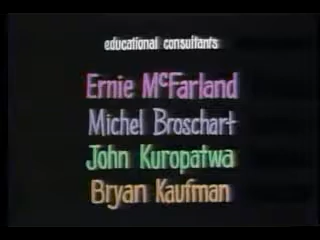 educational consultants
Ernie McFarland
Michel Broschart
John Kuropatwa
Bryan Kaufman